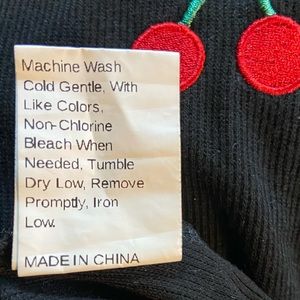 Machine Wash
Cold Gentle, With
Like Colors,
Non-Chlorine
Bleach When
Needed, Tumble
Dry Low, Remove
Promptly, Iron
Low.
MADE IN CHINA